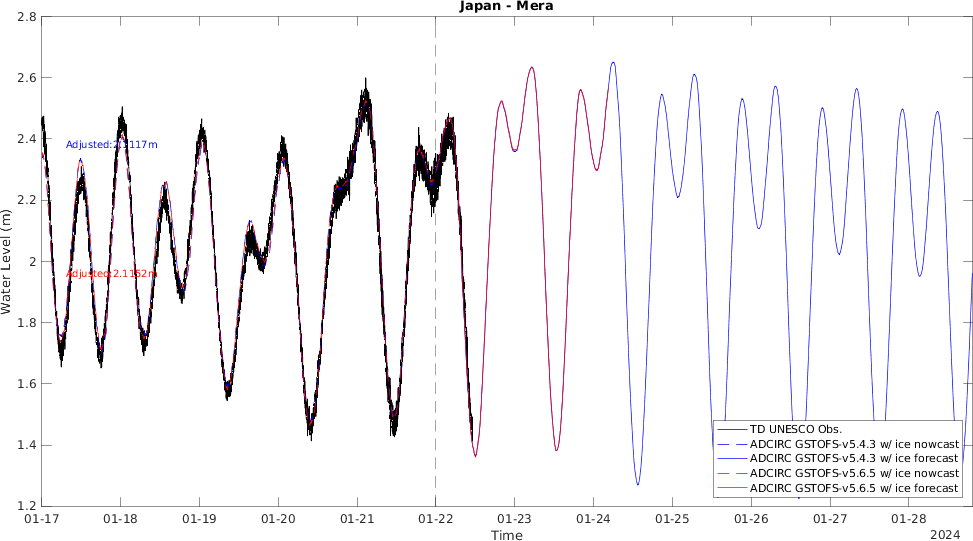 Japan - Mera
2.8
2.6
2.4
2.2
2
1.8
1.6
1.4
1.2
Water Level (m)
Adjusted:2.1117m
Adjusted:2.1152m
TD UNESCO Obs.
ADCIRC GSTOFS-v5.4.3 w/ ice nowcast
ADCIRC GSTOFS-v5.4.3 w/ ice forecast
ADCIRC GSTOFS-v5.6.5 w/ ice nowcast
ADCIRC GSTOFS-v5.6.5 w/ ice forecast
01-17 01-18 01-19 01-20 01-21 01-22 01-23 01-24 01-25 01-26 01-27 01-28
Time
2024